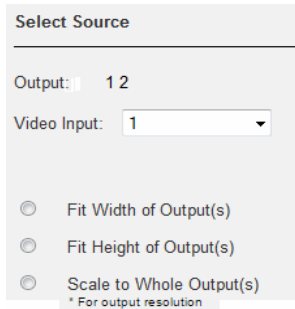 Select Source
Output: 1 2
Video Input: 1
Fit Width of Output(s)
Fit Height of Output(s)
Scale to Whole Output(s)
* For output resolution